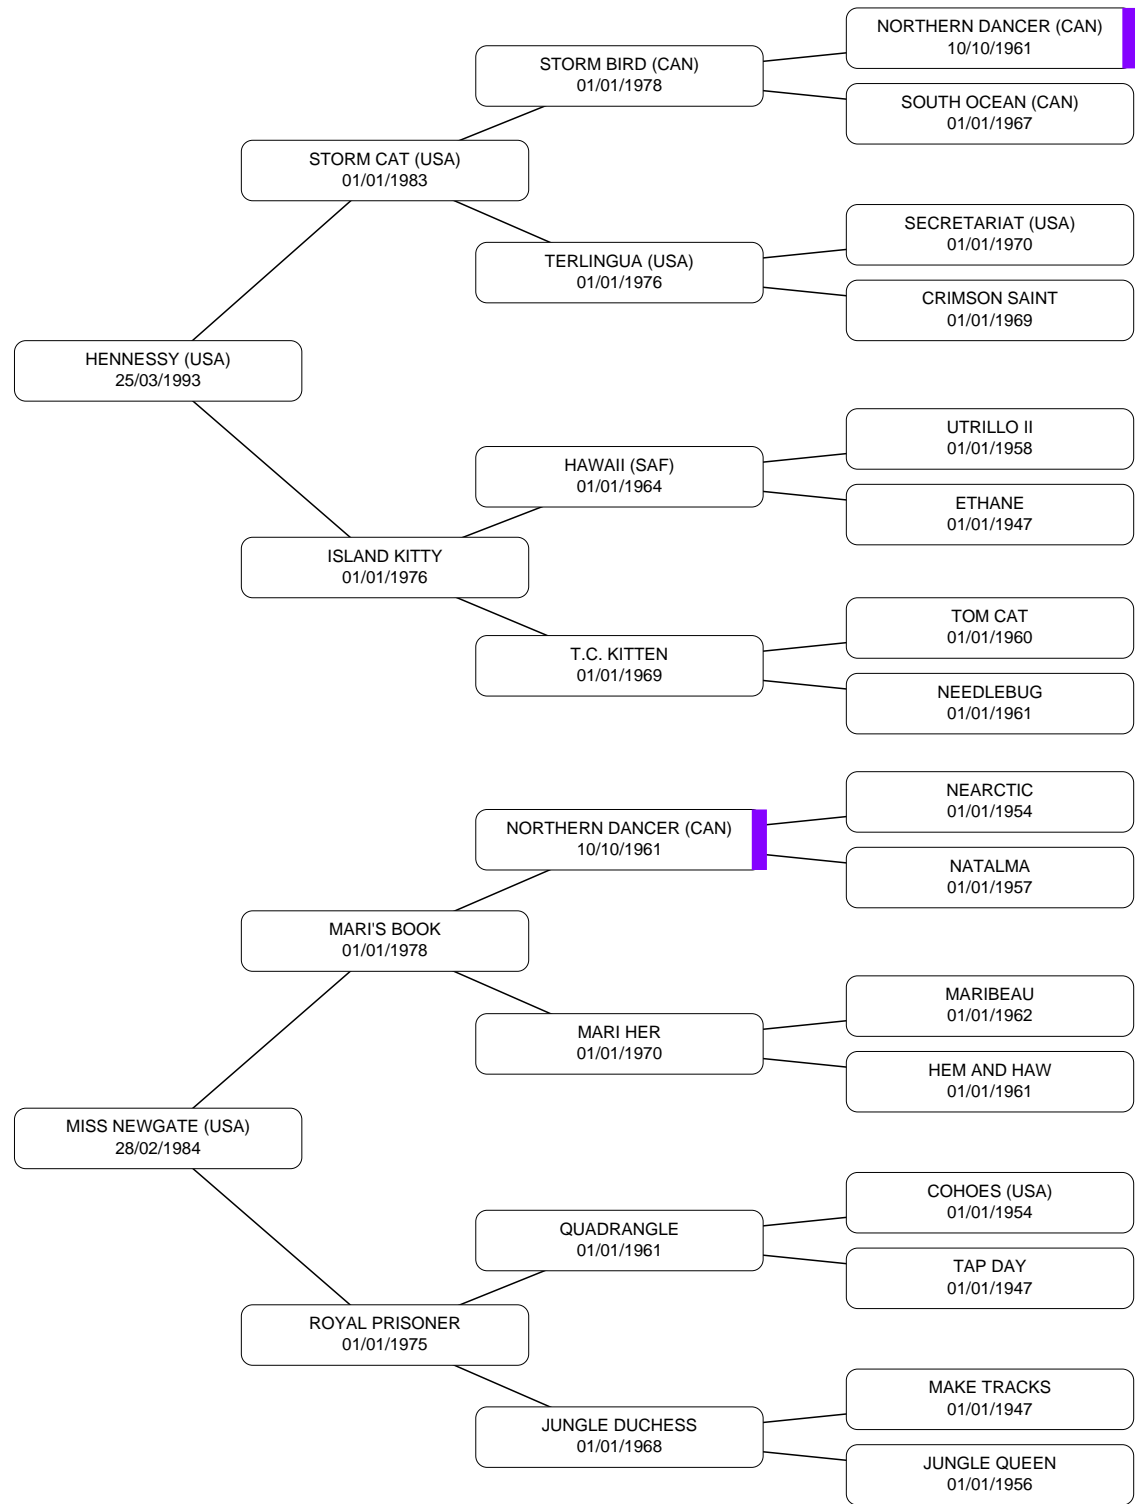 NORTHERN DANCER (CAN)
10/10/1961
STORM BIRD (CAN)
01/01/1978
SOUTH OCEAN (CAN)
01/01/1967
STORM CAT (USA)
01/01/1983
SECRETARIAT (USA)
01/01/1970
TERLINGUA (USA)
01/01/1976
CRIMSON SAINT
01/01/1969
HENNESSY (USA)
25/03/1993
UTRILLO II
01/01/1958
HAWAII (SAF)
01/01/1964
ETHANE
01/01/1947
ISLAND KITTY
01/01/1976
TOM CAT
01/01/1960
T.C. KITTEN
01/01/1969
NEEDLEBUG
01/01/1961
NEARCTIC
01/01/1954
NORTHERN DANCER (CAN)
10/10/1961
NATALMA
01/01/1957
MARI'S BOOK
01/01/1978
MARIBEAU
01/01/1962
MARI HER
01/01/1970
HEM AND HAW
01/01/1961
MISS NEWGATE (USA)
28/02/1984
COHOES (USA)
01/01/1954
QUADRANGLE
01/01/1961
TAP DAY
01/01/1947
ROYAL PRISONER
01/01/1975
MAKE TRACKS
01/01/1947
JUNGLE DUCHESS
01/01/1968
JUNGLE QUEEN
01/01/1956